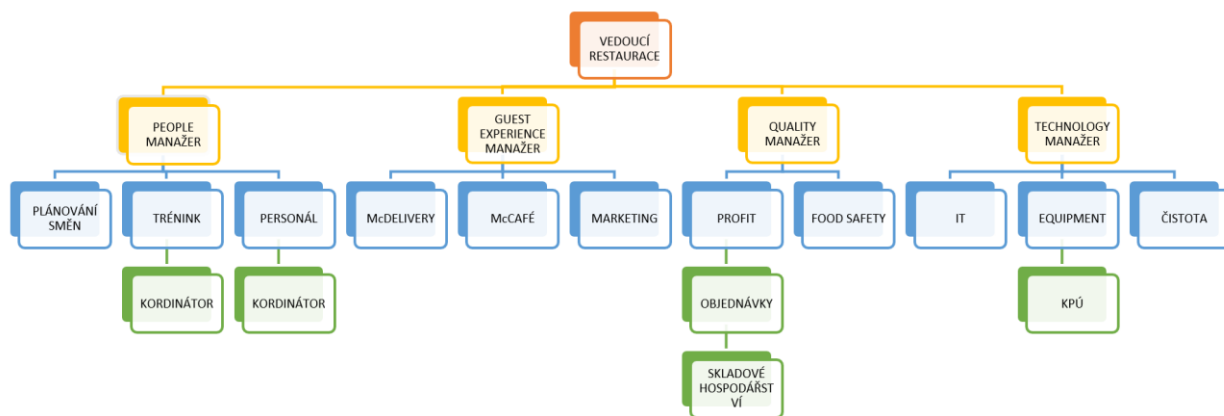 VEDOUCÍ
RESTAURACE
PEOPLE
MANAŽER
GUEST
EXPERIENCE
MANAŽER
QUALITY
MANAŽER
TECHNOLOGY
MANAŽER
PLÁNOVÁNÍ
SMĚN
TRÉNINK
PERSONÁL
McDELIVERY
McCAFÉ
MARKETING
PROFIT
FOOD SAFETY
IT
EQUIPMENT
ČISTOTA
KORDINÁTOR
KORDINÁTOR
OBJEDNÁVKY
KPÚ
SKLADOVÉ
HOSPODÁŘST
VÍ